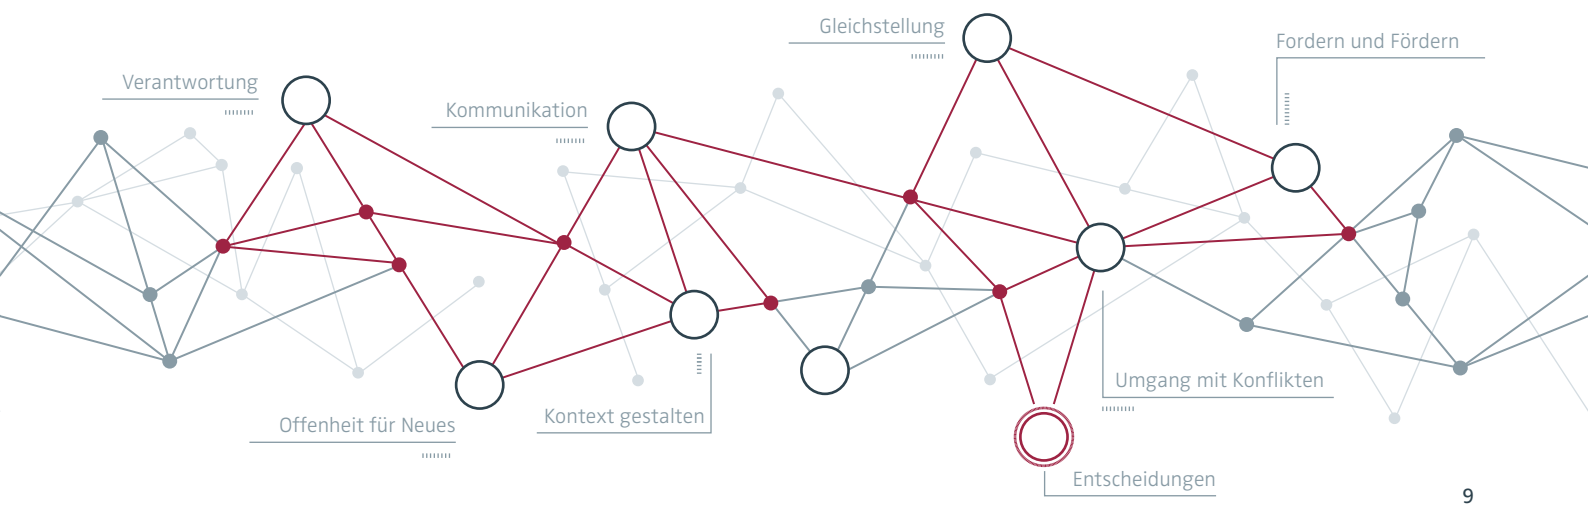 Gleichstellung
Fordern und Fördern
Verantwortung
Kommunikation
Umgang mit Konflikten
Kontext gestalten
Offenheit für Neues
Entscheidungen
9